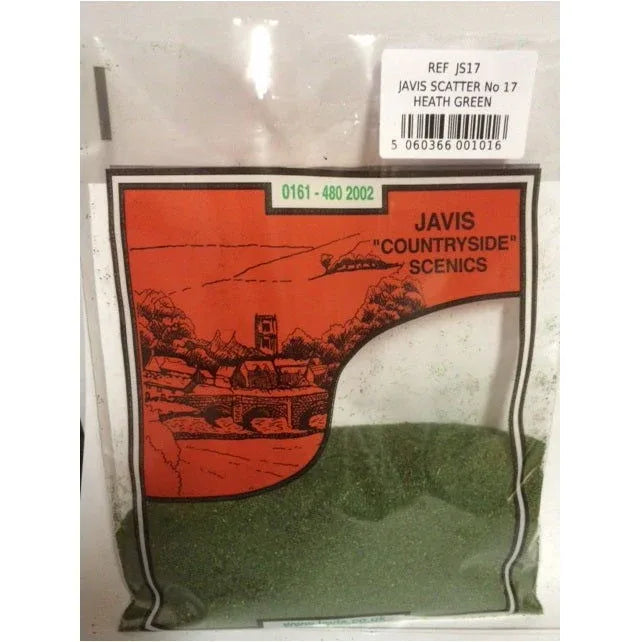 REF JS17
JAVIS SCATTER No 17
HEATH GREEN
5 060366 001016
0161 - 480 2002
JAVIS
"COUNTRYSIDE"
SCENICS